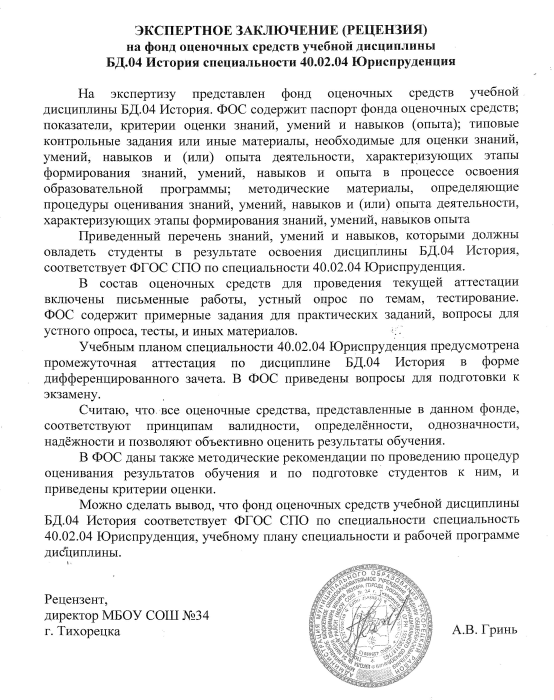 ЭКСПЕРТНОЕ ЗАКЛЮЧЕНИЕ (РЕЦЕНЗИЯ)
на фонд оценочных средств учебной дисциплины
БД.04 История специальности 40.02.04 Юриспруденция
На экспертизу представлен фонд оценочных средств учебной
дисциплины БД.04 История. ФОС содержит паспорт фонда оценочных средств;
показатели, критерии оценки знаний, умений и навыков (опыта); типовые
контрольные задания или иные материалы, необходимые для оценки знаний,
умений, навыков и (или) опыта деятельности, характеризующих этапы
формирования знаний, умений, навыков и опыта в процессе освоения
образовательной программы; методические материалы, определяющие
процедуры оценивания знаний, умений, навыков и (или) опыта деятельности,
характеризующих этапы формирования знаний, умений, навыков опыта
Приведенный перечень знаний, умений и навыков, которыми должны
овладеть студенты в результате освоения дисциплины БД.04 История,
соответствует ФГОС СПО по специальности 40.02.04 Юриспруденция.
В состав оценочных средств для проведения текущей аттестации
включены письменные работы, устный опрос по темам, тестирование.
ФОС содержит примерные задания для практических заданий, вопросы для
устного опроса, тесты, и иных материалов.
Учебным планом специальности 40.02.04 Юриспруденция предусмотрена
промежуточная аттестация по дисциплине БД.04 История в форме
дифференцированного зачета. В ФОС приведены вопросы для подготовки к
экзамену.
Считаю, что все оценочные средства, представленные в данном фонде,
соответствуют принципам валидности, определённости, однозначности,
надёжности и позволяют объективно оценить результаты обучения.
В ФОС даны также методические рекомендации по проведению процедур
оценивания результатов обучения и по подготовке студентов к ним, и
приведены критерии оценки.
Можно сделать вывод, что фонд оценочных средств учебной дисциплины
БД.04 История соответствует ФГОС СПО по специальности специальность
40.02.04 Юриспруденция, учебному плану специальности и рабочей программе
дисциплины.
Рецензент,
директор МБОУ СОШ №34
г. Тихорецка
А.В. Гринь